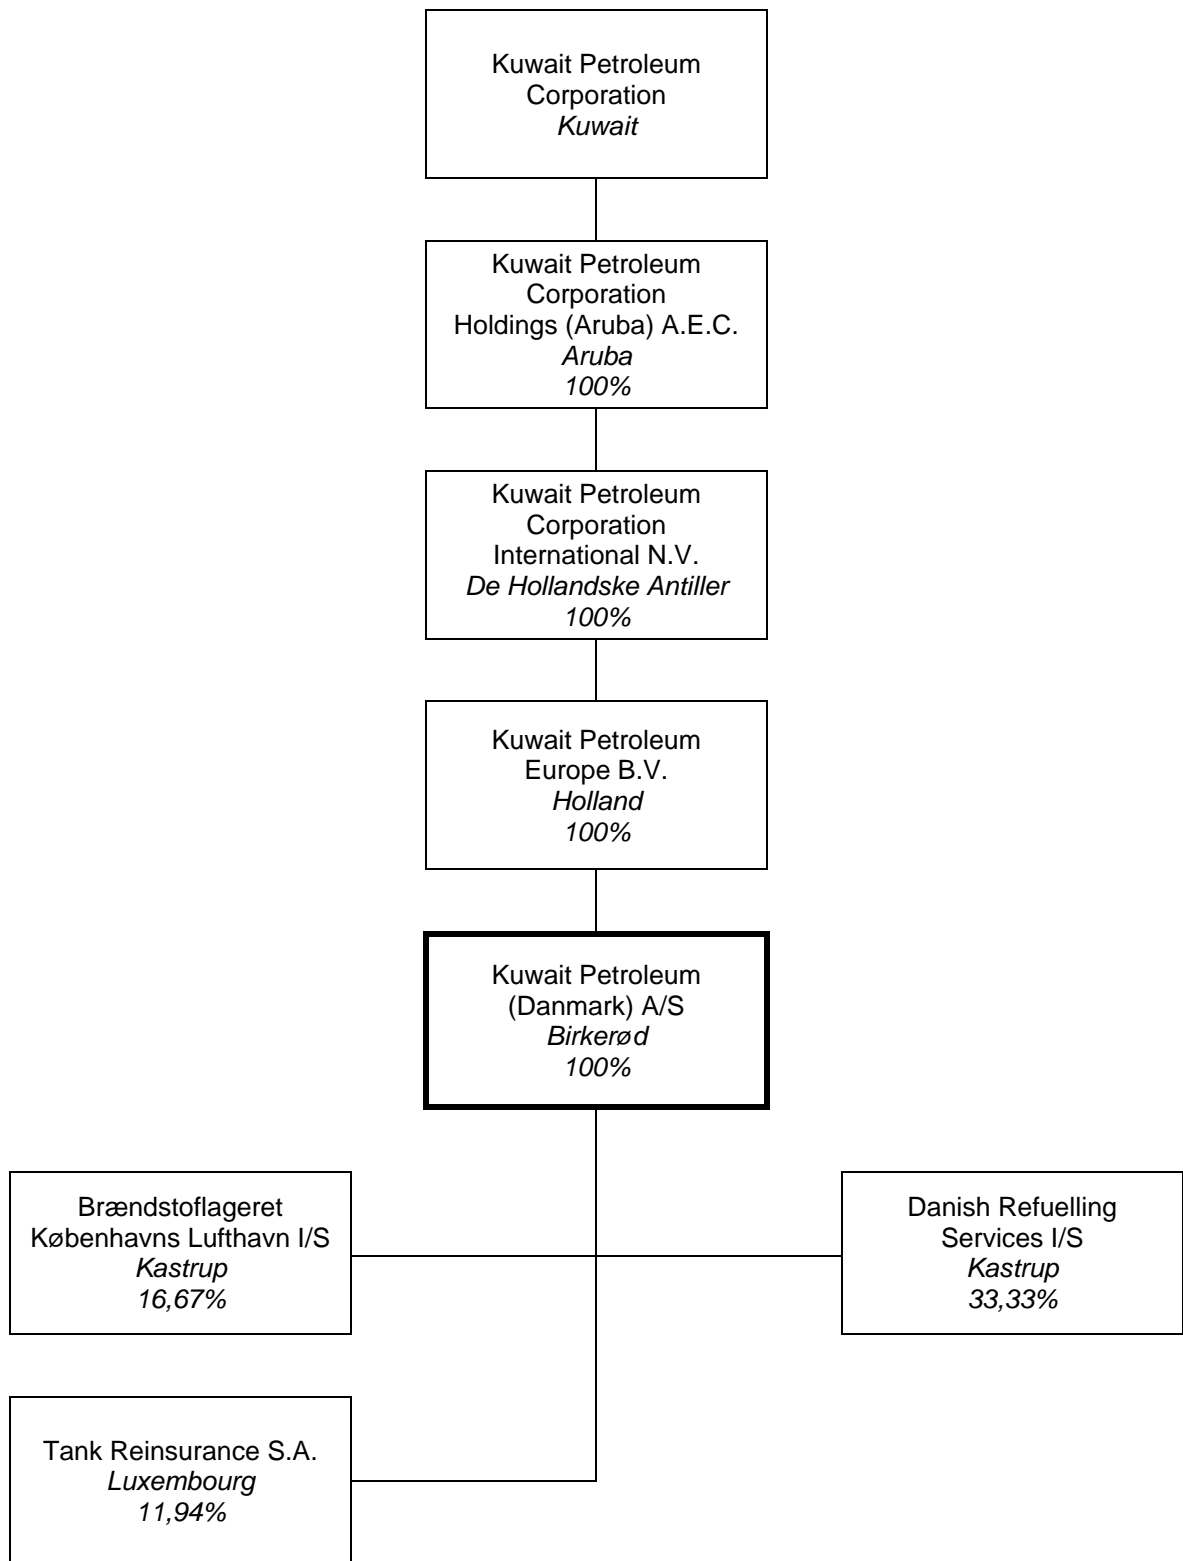 Kuwait Petroleum
Corporation
Kuwait
Kuwait Petroleum
Corporation
Holdings (Aruba) A.E.C.
Aruba
100%
Kuwait Petroleum
Corporation
International N.V.
De Hollandske Antiller
100%
Kuwait Petroleum
Europe B.V.
Holland
100%
Kuwait Petroleum
(Danmark) A/S
Birkerød
100%
Brændstoflageret
Københavns Lufthavn I/S
Kastrup
16,67%
Danish Refuelling
Services I/S
Kastrup
33,33%
Tank Reinsurance S.A.
Luxembourg
11,94%